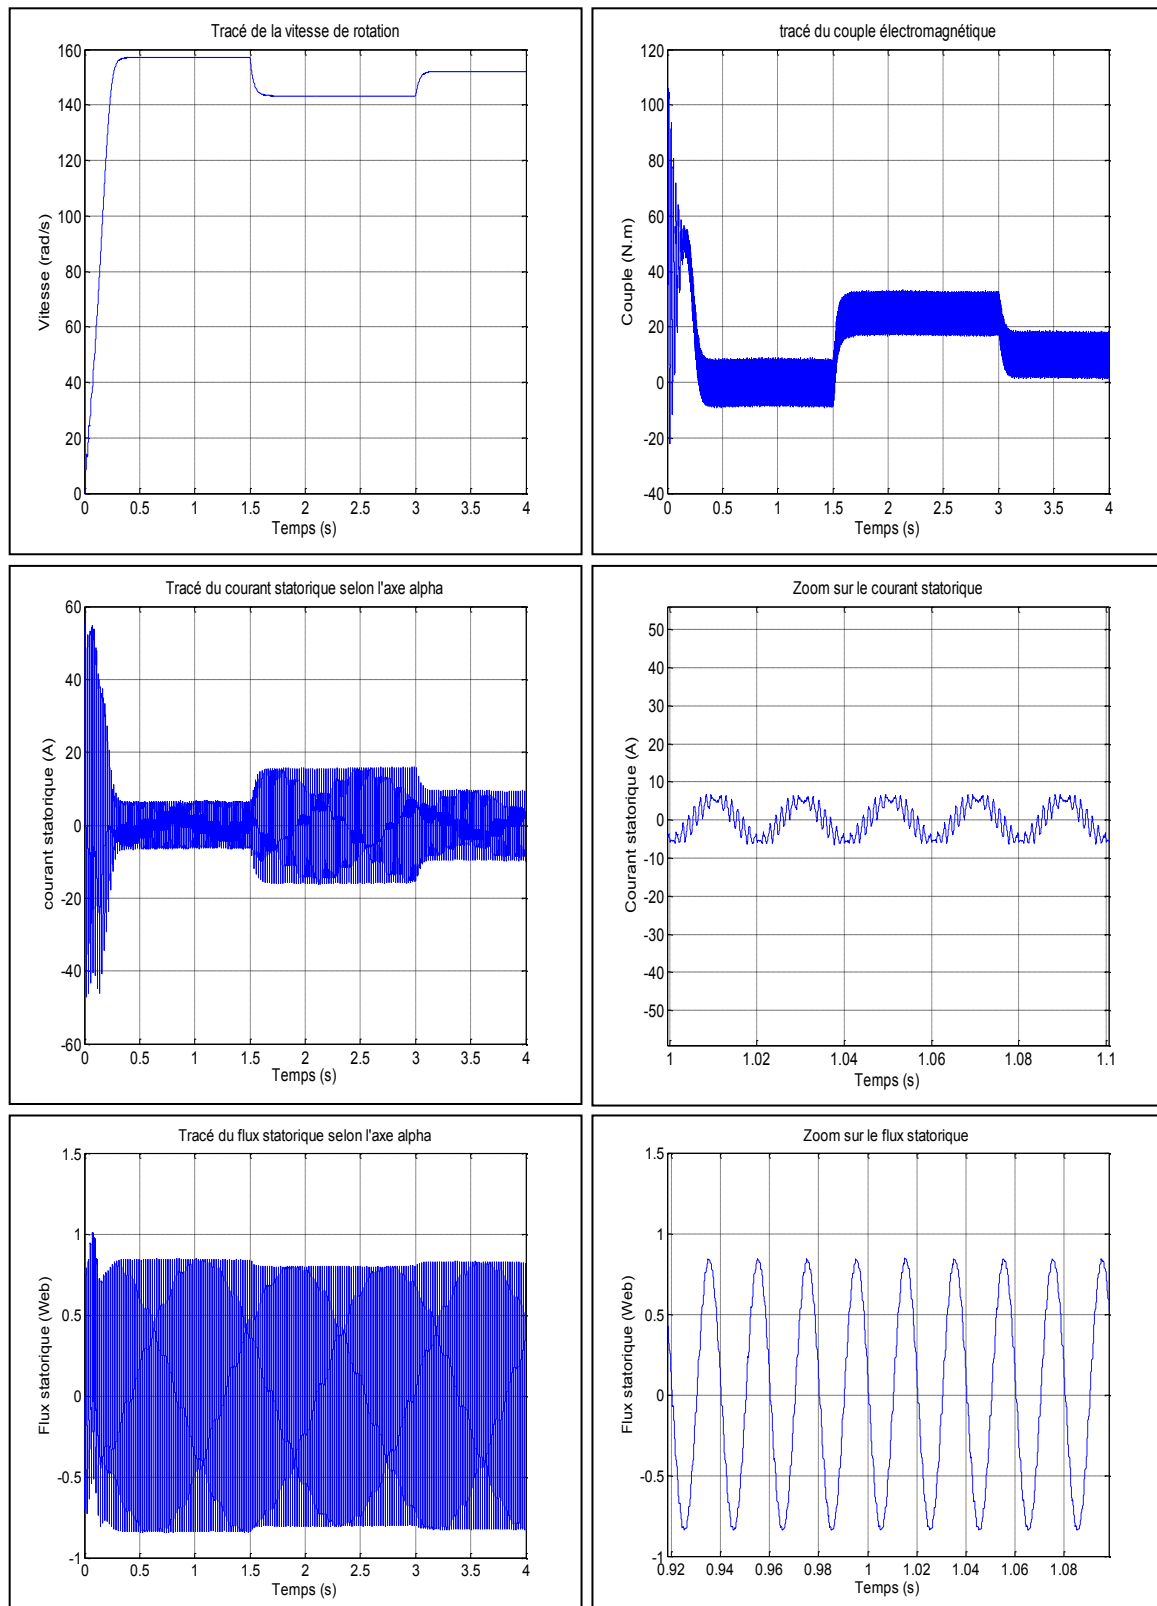 Tracé de la vitesse de rotation
160
140
120
100
80
60
40
20
0
Vitesse (rad/s)
0 0.5 1 1.5 2 2.5 3 3.5 4
Temps (s)
tracé du couple électromagnétique
120
100
80
60
40
20
0
-20
-40
Couple (N.m)
0 0.5 1 1.5 2 2.5 3 3.5 4
Temps (s)
Tracé du courant statorique selon l'axe alpha
60
40
20
0
-20
-40
-60
courant statorique (A)
0 0.5 1 1.5 2 2.5 3 3.5 4
Temps (s)
Zoom sur le courant statorique
50
40
30
20
10
0
-10
-20
-30
-40
-50
Courant statorique (A)
1 1.02 1.04 1.06 1.08 1.1
Temps (s)
Tracé du flux statorique selon l'axe alpha
1.5
1
0.5
0
-0.5
-1
Flux statorique (Web)
0 0.5 1 1.5 2 2.5 3 3.5 4
Temps (s)
Zoom sur le flux statorique
1.5
1
0.5
0
-0.5
-1
Flux statorique (Web)
0.92 0.94 0.96 0.98 1 1.02 1.04 1.06 1.08
Temps (s)